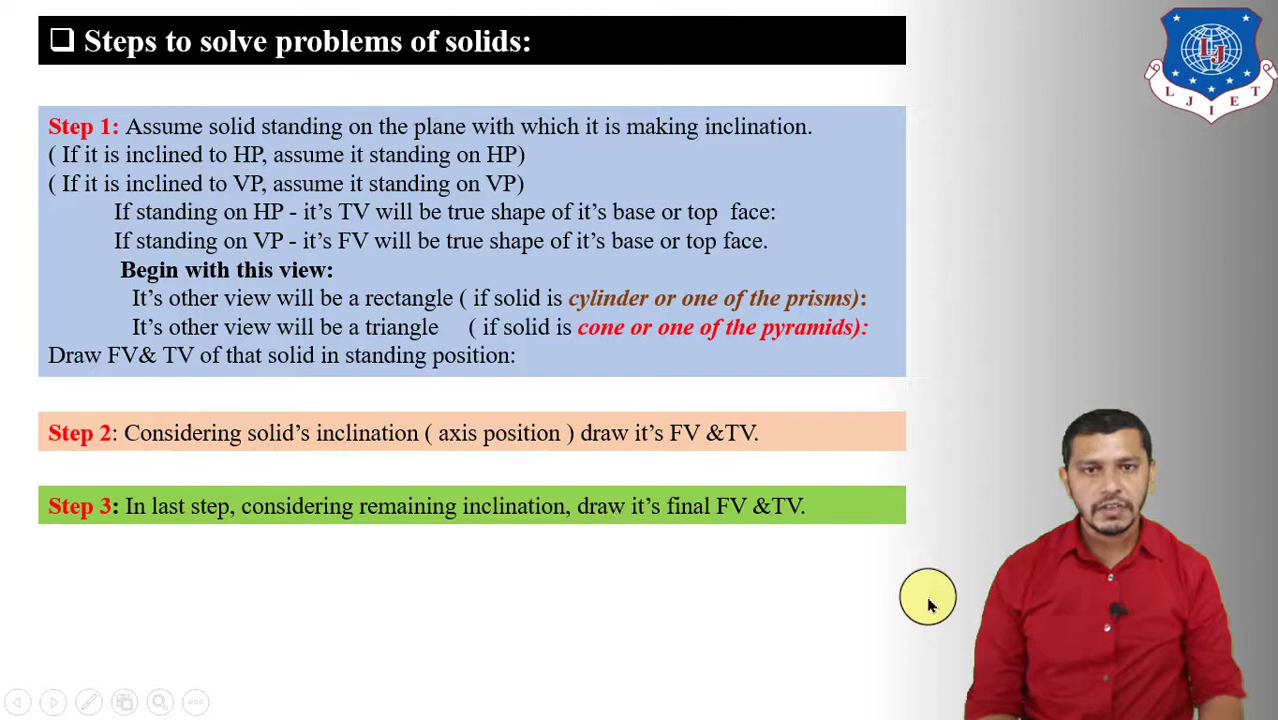 ❑ Steps to solve problems of solids:
Step 1: Assume solid standing on the plane with which it is making inclination.
( If it is inclined to HP, assume it standing on HP)
( If it is inclined to VP, assume it standing on VP)
If standing on HP - it’s TV will be true shape of it’s base or top face:
If standing on VP - it’s FV will be true shape of it’s base or top face.
Begin with this view:
It’s other view will be a rectangle ( if solid is cylinder or one of the prisms):
It’s other view will be a triangle ( if solid is cone or one of the pyramids):
Draw FV& TV of that solid in standing position:
Step 2: Considering solid’s inclination ( axis position ) draw it’s FV &TV.
Step 3: In last step, considering remaining inclination, draw it’s final FV &TV.
LJ
L J I E T